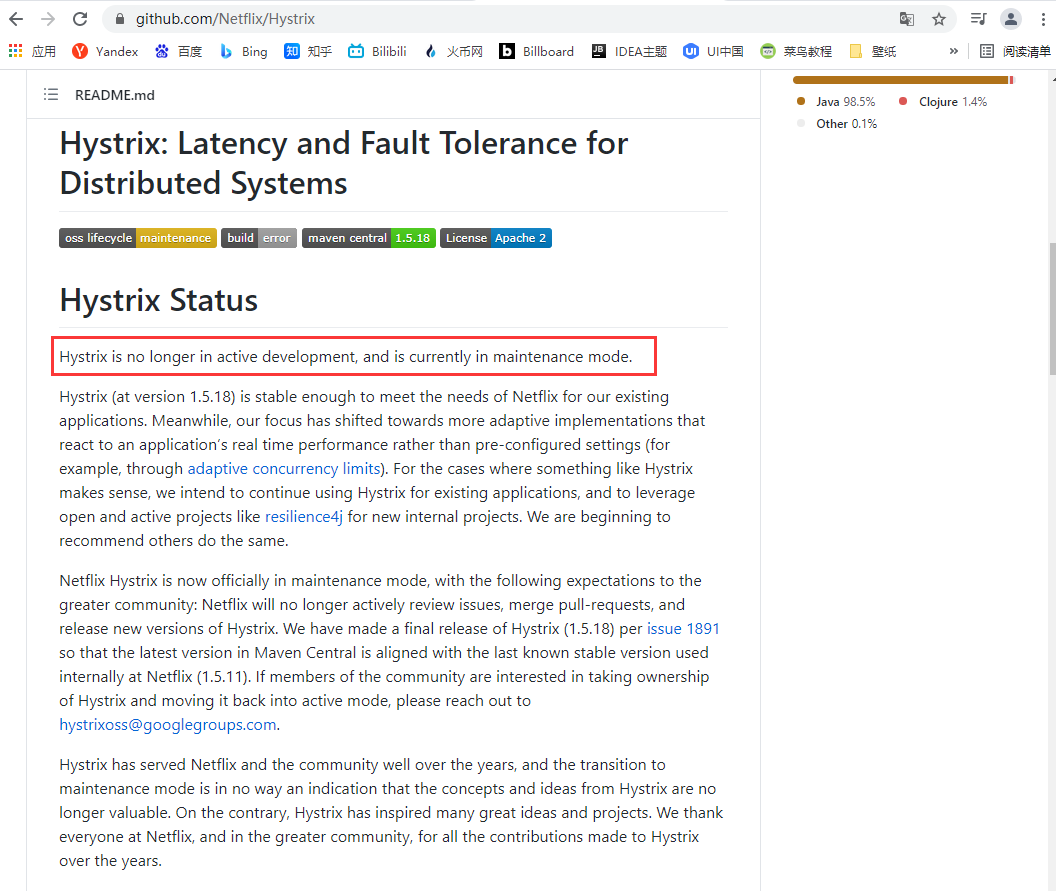 github.com/Netflix/Hystrix
应用 Yandex 百度 Bing 知 知乎 Bilibili 火币网 b Billboard IDEA主题 UI UI中国 菜鸟教程 壁纸 » 阅读清单
README.md
Java 98.5% Clojure 1.4%
Other 0.1%
Hystrix: Latency and Fault Tolerance for
Distributed Systems
oss lifecycle maintenance build error maven central 1.5.18 License Apache 2
Hystrix Status
Hystrix is no longer in active development, and is currently in maintenance mode.
Hystrix (at version 1.5.18) is stable enough to meet the needs of Netflix for our existing
applications. Meanwhile, our focus has shifted towards more adaptive implementations that
react to an application's real time performance rather than pre-configured settings (for
example, through adaptive concurrency limits). For the cases where something like Hystrix
makes sense, we intend to continue using Hystrix for existing applications, and to leverage
open and active projects like resilience4j for new internal projects. We are beginning to
recommend others do the same.
Netflix Hystrix is now officially in maintenance mode, with the following expectations to the
greater community: Netflix will no longer actively review issues, merge pull-requests, and
release new versions of Hystrix. We have made a final release of Hystrix (1.5.18) per issue 1891
so that the latest version in Maven Central is aligned with the last known stable version used
internally at Netflix (1.5.11). If members of the community are interested in taking ownership
of Hystrix and moving it back into active mode, please reach out to
hystrixoss@googlegroups.com.
Hystrix has served Netflix and the community well over the years, and the transition to
maintenance mode is in no way an indication that the concepts and ideas from Hystrix are no
longer valuable. On the contrary, Hystrix has inspired many great ideas and projects. We thank
everyone at Netflix, and in the greater community, for all the contributions made to Hystrix
over the years.